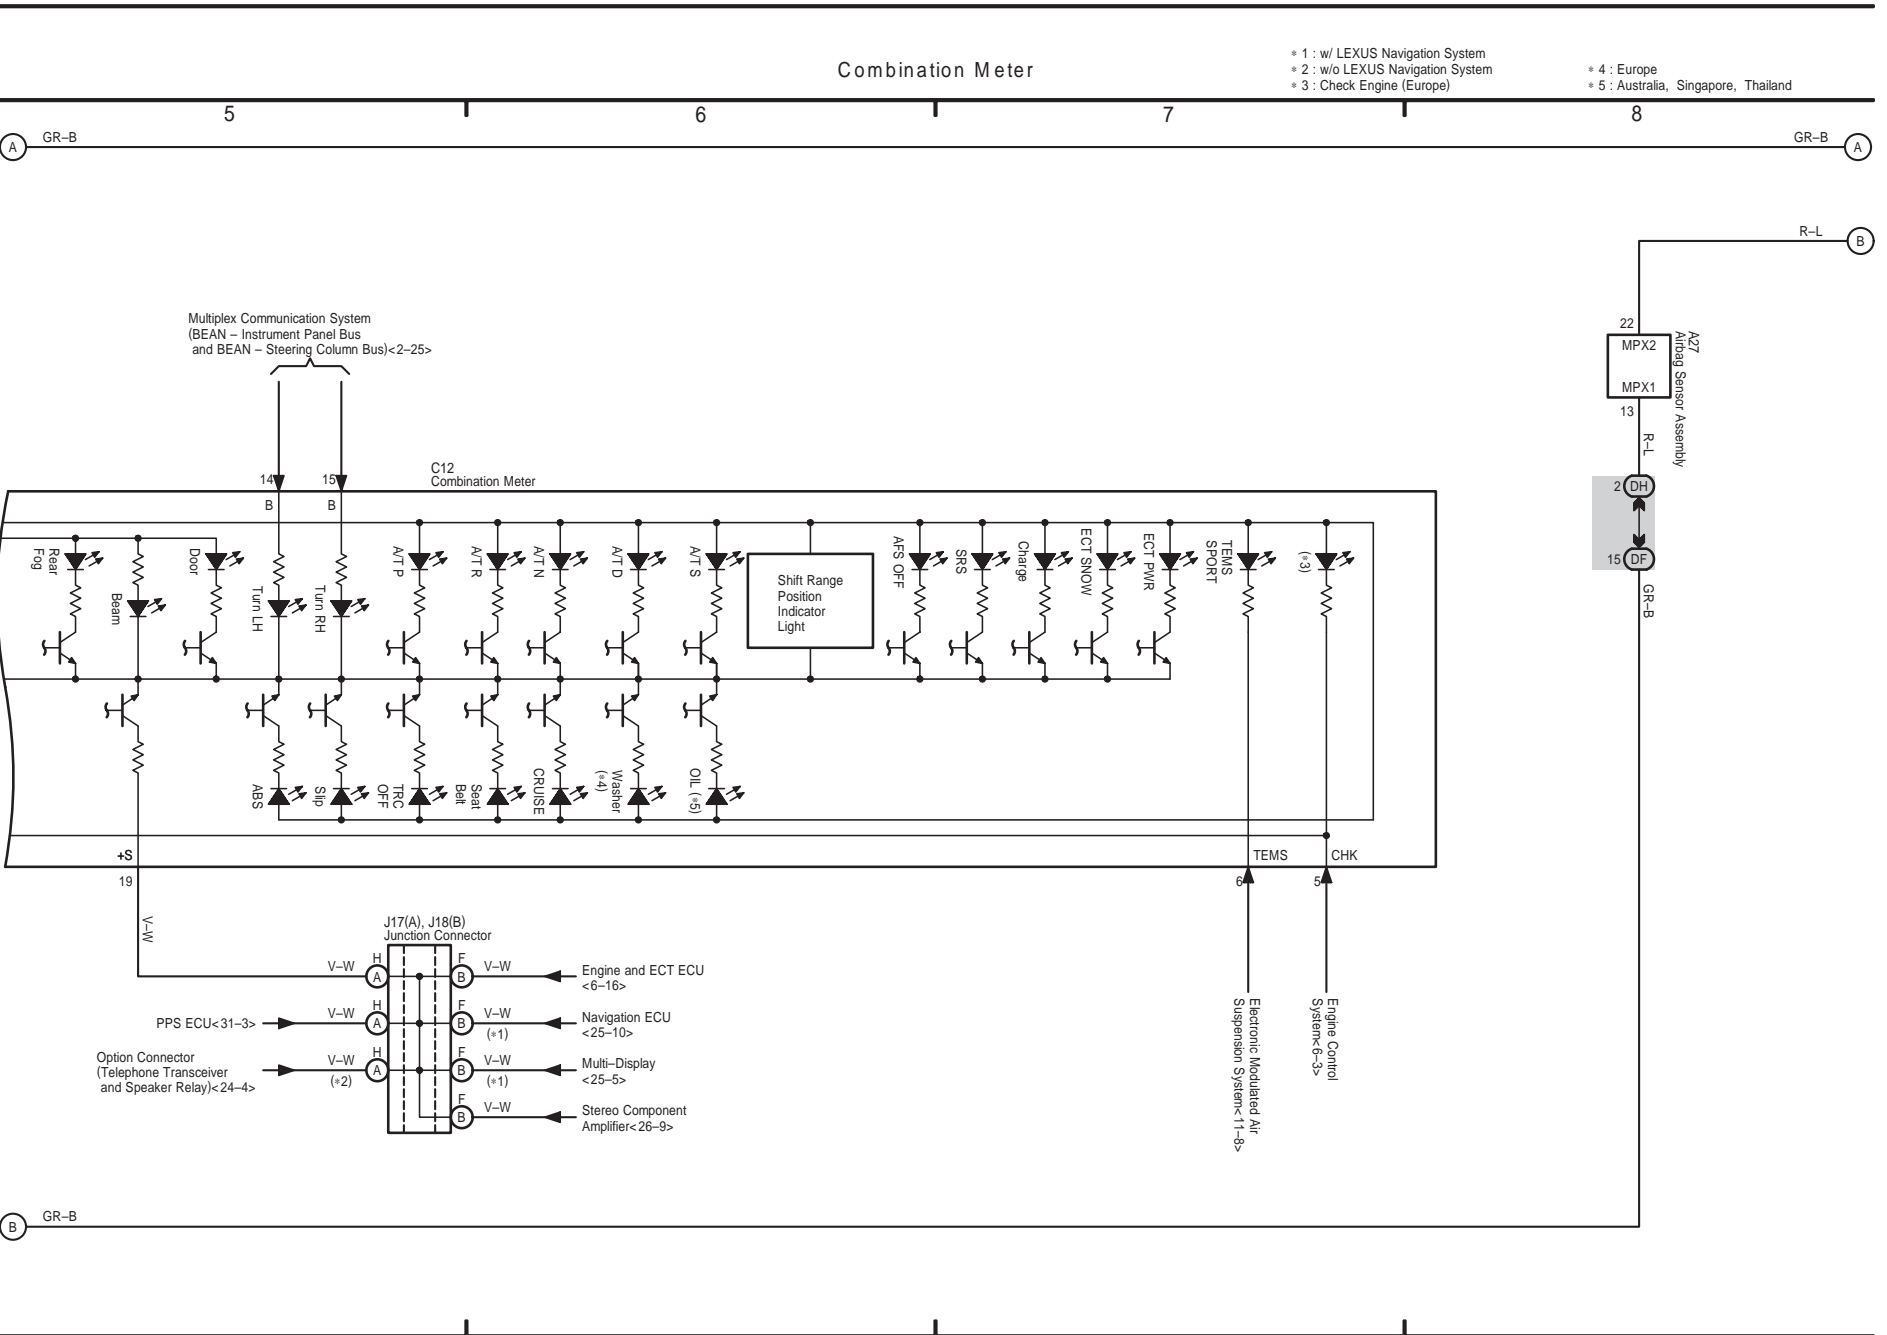 Combination Meter
* 1 : w/ LEXUS Navigation System
* 2 : w/o LEXUS Navigation System
* 3 : Check Engine (Europe)
* 4 : Europe
* 5 : Australia, Singapore, Thailand
5
6
7
8
A
GR–B
GR–B
A
R–L
B
Multiplex Communication System
(BEAN – Instrument Panel Bus
and BEAN – Steering Column Bus)<2–25>
22
MPX2
MPX1
13
A27
Airbag Sensor Assembly
R–L
2
DH
15
DF
GR–B
14
15
C12
Combination Meter
B
B
Rear
Fog
Beam
Door
Turn LH
Turn RH
A/T P
A/T R
A/T N
A/T D
A/T S
Shift Range
Position
Indicator
Light
AFS OFF
SRS
Charge
ECT SNOW
ECT PWR
TEMS
SPORT
(*3)
ABS
Slip
TRC
OFF
Seat
Belt
CRUISE
Washer
(*4)
OIL (*5)
+S
TEMS
CHK
19
6
5
V–W
J17(A), J18(B)
Junction Connector
V–W
H
A
F
B
V–W
Engine and ECT ECU
<6–16>
PPS ECU<31–3>
V–W
H
A
F
B
V–W
(*1)
Navigation ECU
<25–10>
Option Connector
(Telephone Transceiver
and Speaker Relay)<24–4>
V–W
(*2)
H
A
F
B
V–W
(*1)
Multi–Display
<25–5>
F
B
V–W
Stereo Component
Amplifier<26–9>
Electronic Modulated Air
Suspension System<11–8>
Engine Control
System<6–3>
B
GR–B